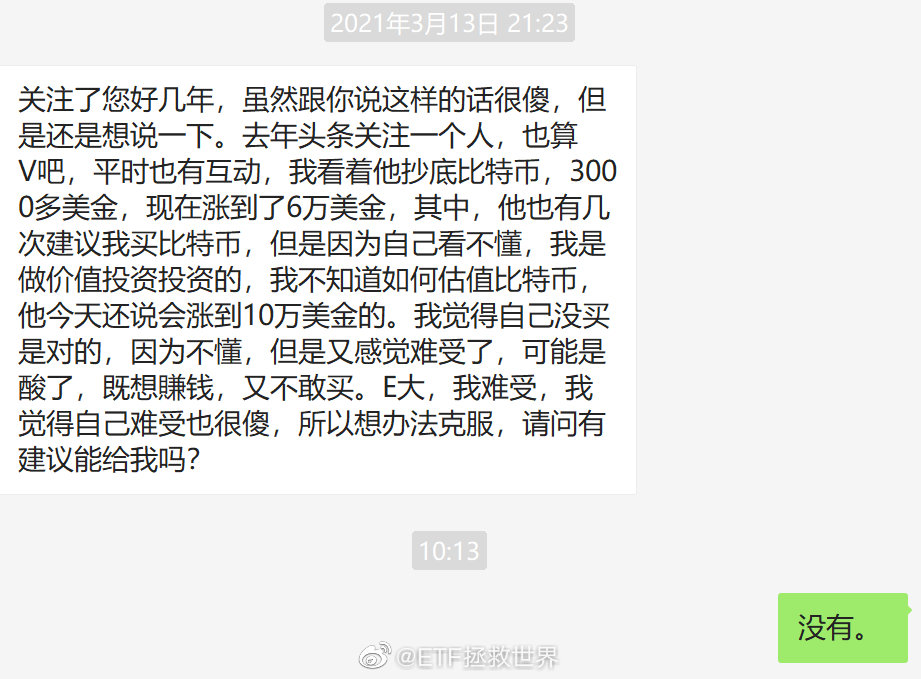 2021年3月13日 21:23
关注了您好几年，虽然跟你说这样的话很傻，但
是还是想说一下。去年头条关注一个人，也算
V吧，平时也有互动，我看着他抄底比特币，300
0多美金，现在涨到了6万美金，其中，他也有几
次建议我买比特币，但是因为自己看不懂，我是
做价值投资投资的，我不知道如何估值比特币，
他今天还说会涨到10万美金的。我觉得自己没买
是对的，因为不懂，但是又感觉难受了，可能是
酸了，既想赚钱，又不敢买。E大，我难受，我
觉得自己难受也很傻，所以想办法克服，请问有
建议能给我吗？
10:13
没有。
@ETF拯救世界